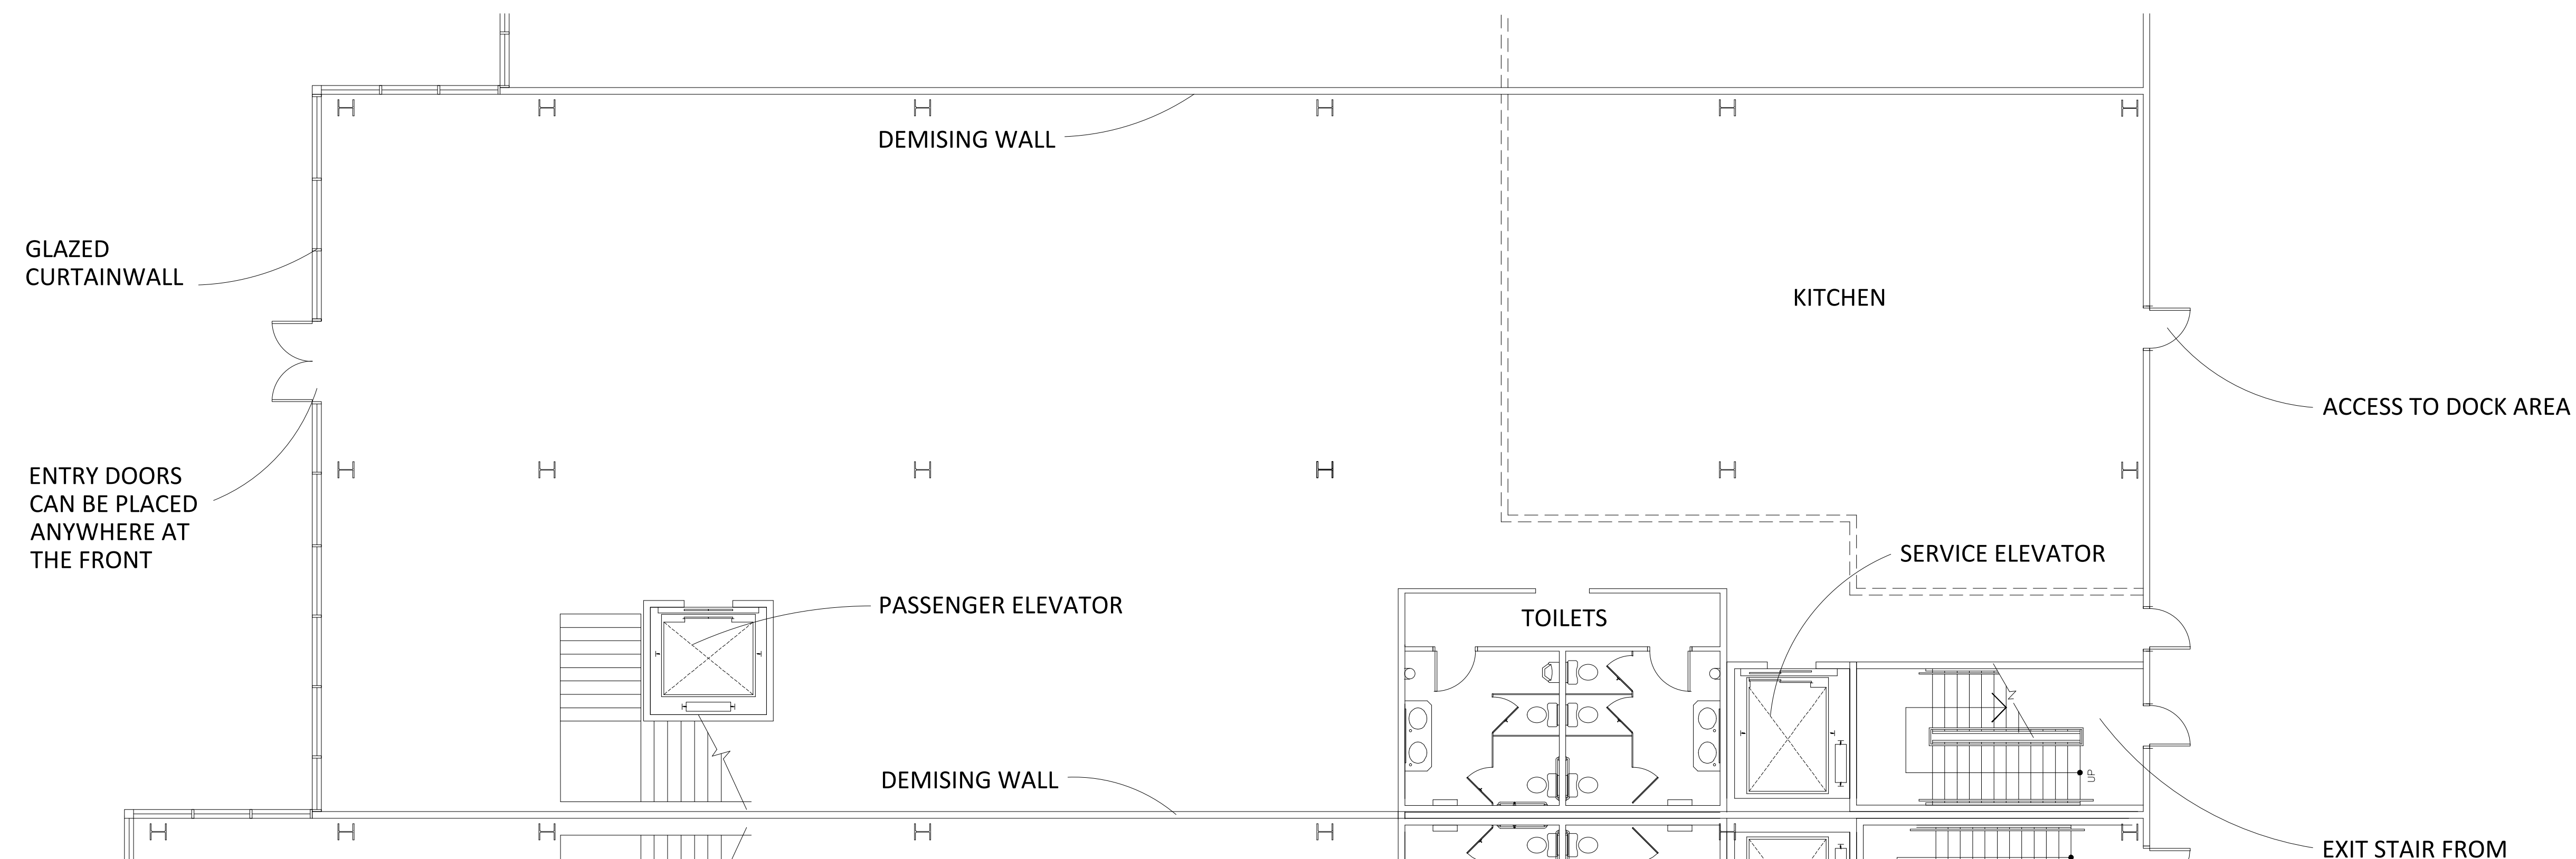 DEMISING WALL
GLAZED
CURTAINWALL
KITCHEN
ACCESS TO DOCK AREA
ENTRY DOORS
CAN BE PLACED
ANYWHERE AT
THE FRONT
SERVICE ELEVATOR
PASSENGER ELEVATOR
TOILETS
UP
DEMISING WALL
EXIT STAIR FROM